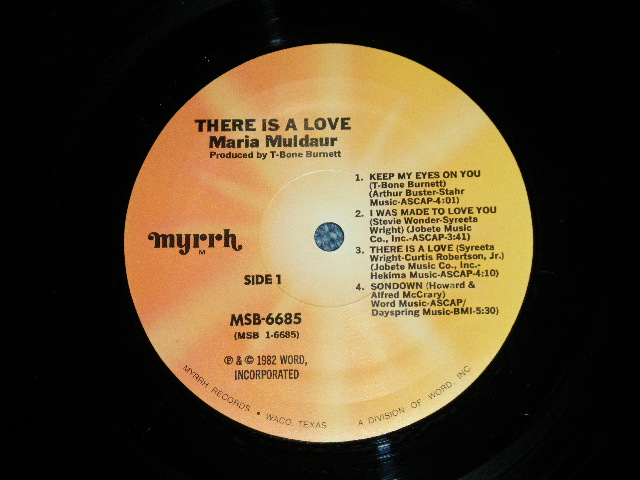 THERE IS A LOVE
Maria Muldaur
Produced by T-Bone Burnett
1. KEEP MY EYES ON YOU
(T-Bone Burnett)
(Arthur Buster-Stahr
Music-ASCAP-4:01)
2. I WAS MADE TO LOVE YOU
(Stevie Wonder-Syreeta
Wright) (Jobete Music
Co., Inc.-ASCAP-3:41)
3. THERE IS A LOVE (Syreeta
Wright-Curtis Robertson, Jr.)
(Jobete Music Co., Inc.-
Hekima Music-ASCAP-4:10)
4. SONDOWN (Howard &
Alfred McCrary)
Word Music-ASCAP/
Dayspring Music-BMI-5:30)
myrrh
M
SIDE 1
MSB-6685
(MSB 1-6685)
℗ & © 1982 WORD,
INCORPORATED
MYRRH RECORDS • WACO, TEXAS A DIVISION OF WORD, INC.